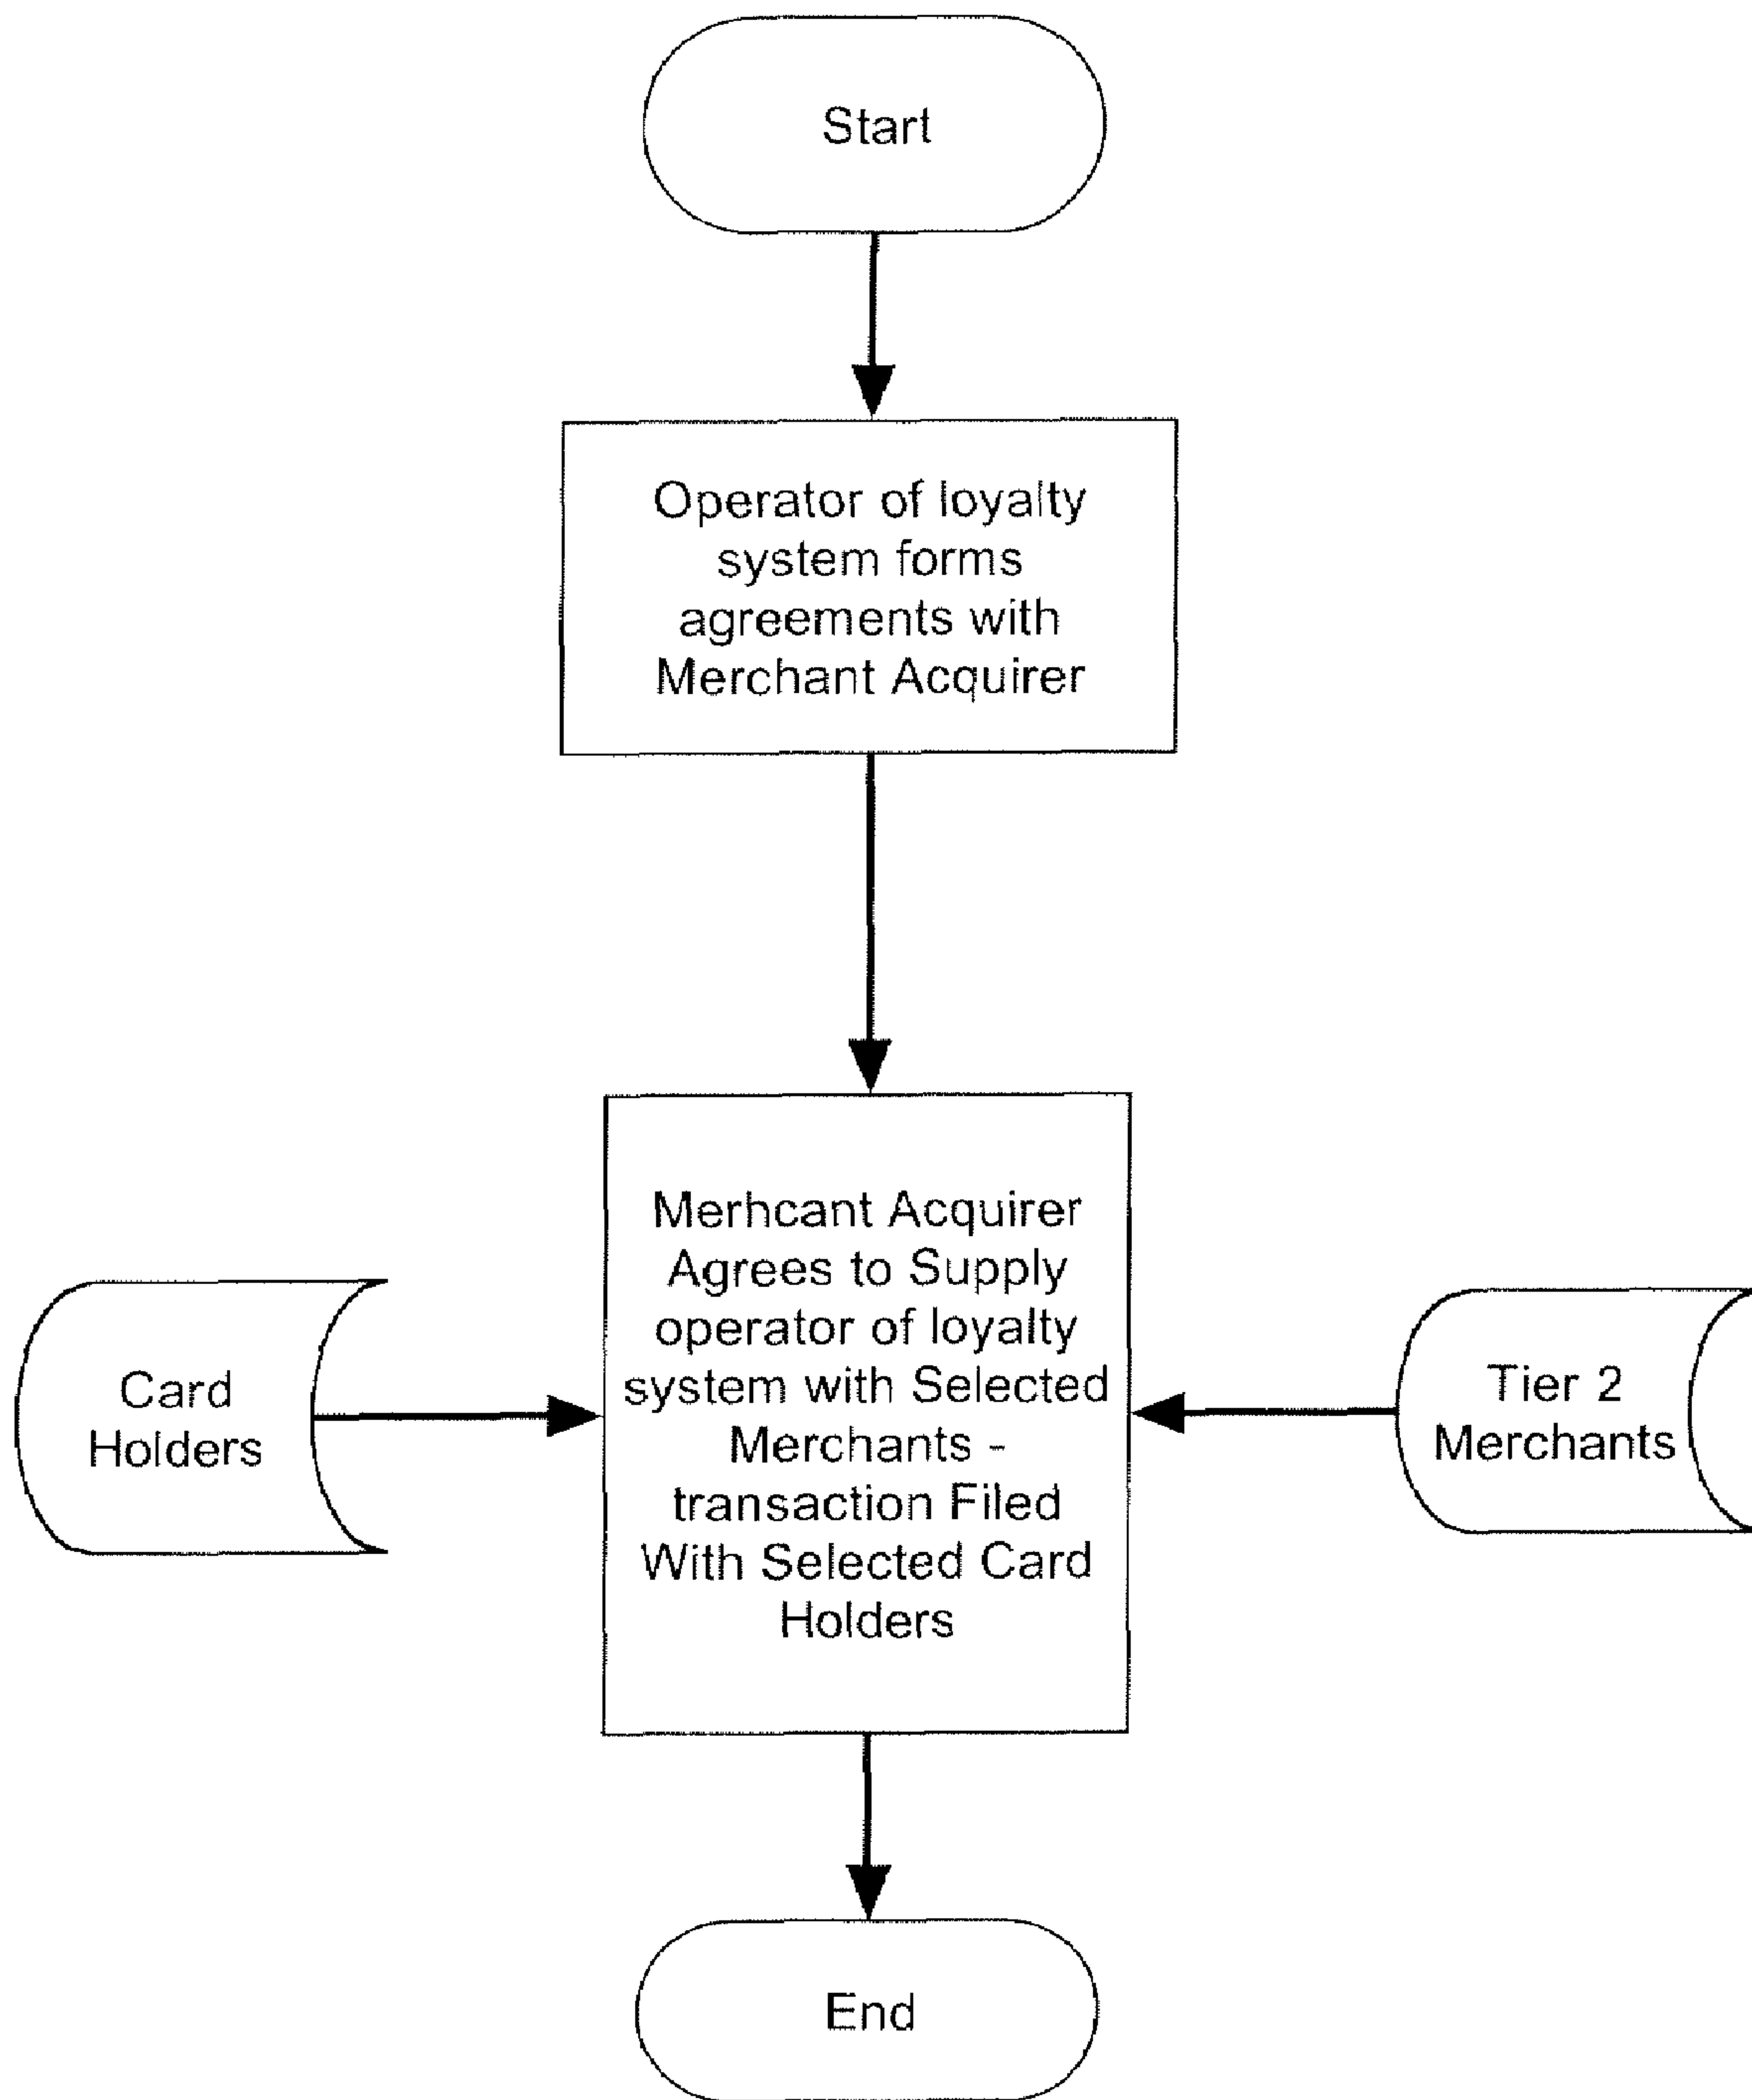 Start
Operator of loyalty
system forms
agreements with
Merchant Acquirer
Merhcant Acquirer
Agrees to Supply
operator of loyalty
system with Selected
Merchants -
transaction Filed
With Selected Card
Holders
Card
Holders
Tier 2
Merchants
End